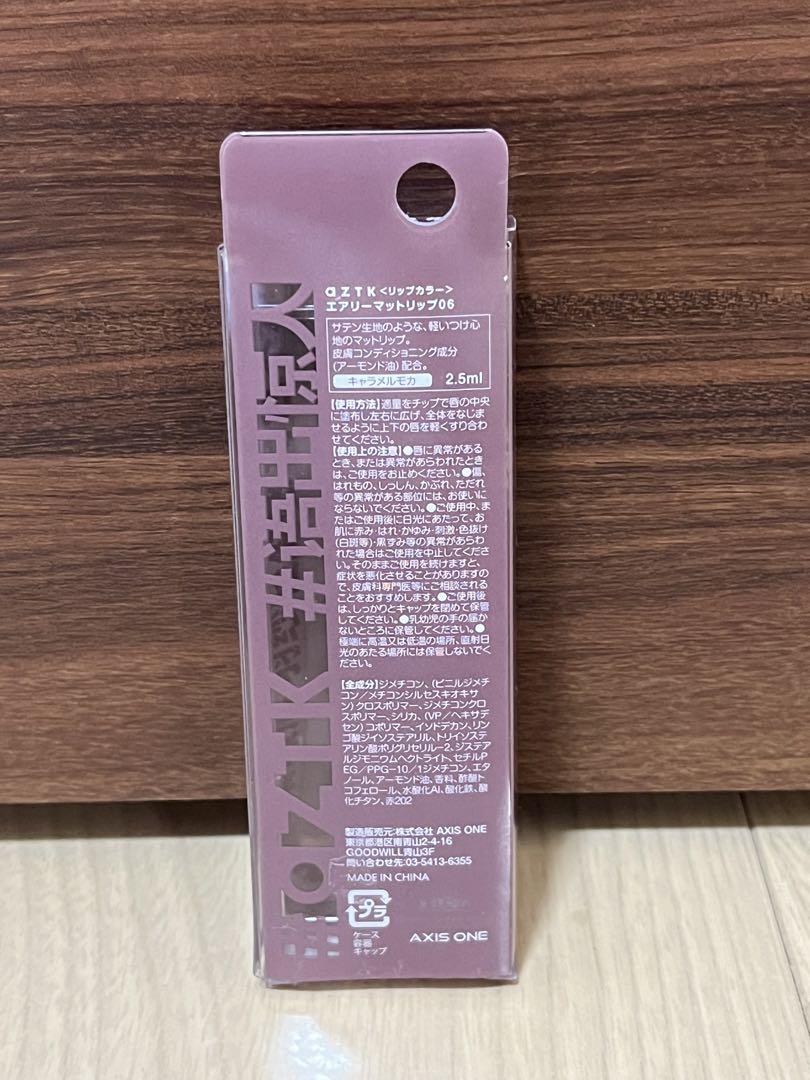 aZTK<リップカラー>
エアリーマットリップ06
サテン生地のような、軽いつけ心
地のマットリップ。
皮膚コンディショニング成分
(アーモンド油)配合。
キャラメルモカ 2.5ml
【使用方法】適量をチップで唇の中央
に塗布し左右に広げ、全体をなじま
せるように上下の唇を軽くすり合わ
せてください。
【使用上の注意】●唇に異常がある
とき、または異常があらわれたとき
は、ご使用をお止めください。●傷、
はれもの、しっしん、かぶれ、ただれ
等の異常がある部位には、お使いに
ならないでください。●ご使用中、ま
たはご使用後に日光にあたって、お
肌に赤み・はれ・かゆみ・刺激・色抜け
(白斑等)・黒ずみ等の異常があらわ
れた場合はご使用を中止してくださ
い。そのままご使用を続けますと、
症状を悪化させることがありますの
で、皮膚科専門医等にご相談される
ことをおすすめします。●ご使用後
は、しっかりとキャップを閉めて保管
してください。●乳幼児の手の届か
ないところに保管してください。●
極端に高温又は低温の場所、直射日
光のあたる場所には保管しないでく
ださい。
【全成分】ジメチコン、(ビニルジメチ
コン/メチコンシルセスキオキサ
ン)クロスポリマー、ジメチコンクロ
スポリマー、シリカ、(VP/ヘキサデ
セン)コポリマー、イソドデカン、リン
ゴ酸ジイソステアリル、トリイソステ
アリン酸ポリグリセリル-2、ジステア
ルジモニウムヘクトライト、セチルP
EG/PPG-10/1ジメチコン、エタ
ノール、アーモンド油、香料、酢酸ト
コフェロール、水酸化Al、酸化鉄、酸
化チタン、赤202
製造販売元:株式会社 AXIS ONE
東京都港区南青山2-4-16
GOODWILL青山3F
問い合わせ先:03-5413-6355
MADE IN CHINA
プラ
ケース
容器
キャップ
AXIS ONE